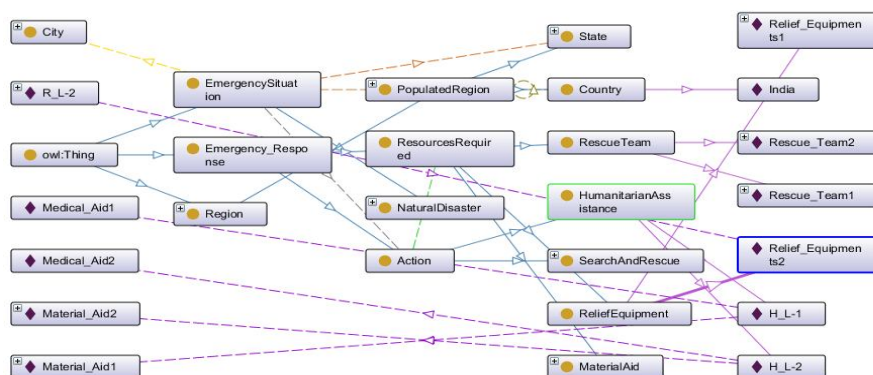 City
State
Relief_Equipmen
ts1
EmergencySituat
ion
R_L-2
PopulatedRegion
Country
India
owl:Thing
Emergency_Respo
nse
ResourcesRequir
ed
RescueTeam
Rescue_Team2
Medical_Aid1
Region
NaturalDisaster
HumanitarianAss
istance
Rescue_Team1
Medical_Aid2
Action
SearchAndRescue
Relief_Equipmen
ts2
Material_Aid2
ReliefEquipment
H_L-1
Material_Aid1
MaterialAid
H_L-2